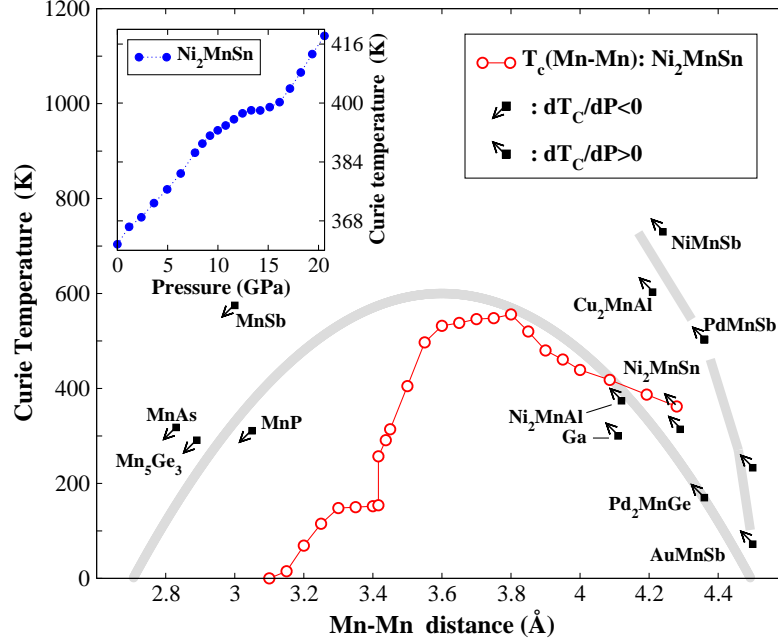 1200
1000
800
600
400
200
0
Curie Temperature (K)
2.8
3
3.2
3.4
3.6
3.8
4
4.2
4.4
Mn-Mn distance (Å)
Ni₂MnSn
416
400
384
368
Curie temperature (K)
0
5
10
15
20
Pressure (GPa)
T_c(Mn-Mn): Ni₂MnSn
: dT_C/dP<0
: dT_C/dP>0
NiMnSb
Cu₂MnAl
MnSb
PdMnSb
Ni₂MnSn
MnAs
MnP
Ni₂MnAl
Mn₅Ge₃
Ga
Pd₂MnGe
AuMnSb